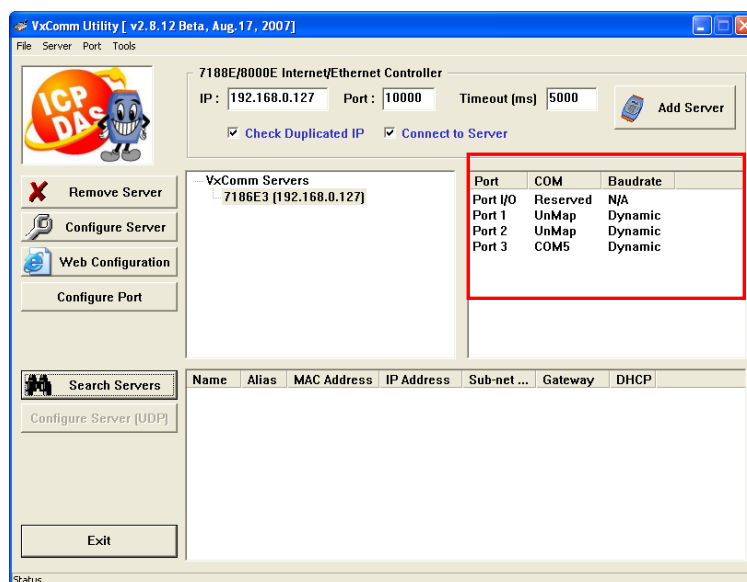 VxComm Utility [ v2.8.12 Beta, Aug.17, 2007]
File Server Port Tools
ICP DAS
7188E/8000E Internet/Ethernet Controller
IP : 192.168.0.127 Port : 10000 Timeout (ms) 5000
Add Server
Check Duplicated IP Connect to Server
Remove Server
Configure Server
Web Configuration
Configure Port
VxComm Servers
7186E3 (192.168.0.127)
Port COM Baudrate
Port I/O Reserved N/A
Port 1 UnMap Dynamic
Port 2 UnMap Dynamic
Port 3 COM5 Dynamic
Search Servers
Configure Server (UDP)
Name Alias MAC Address IP Address Sub-net ... Gateway DHCP
Exit
Status